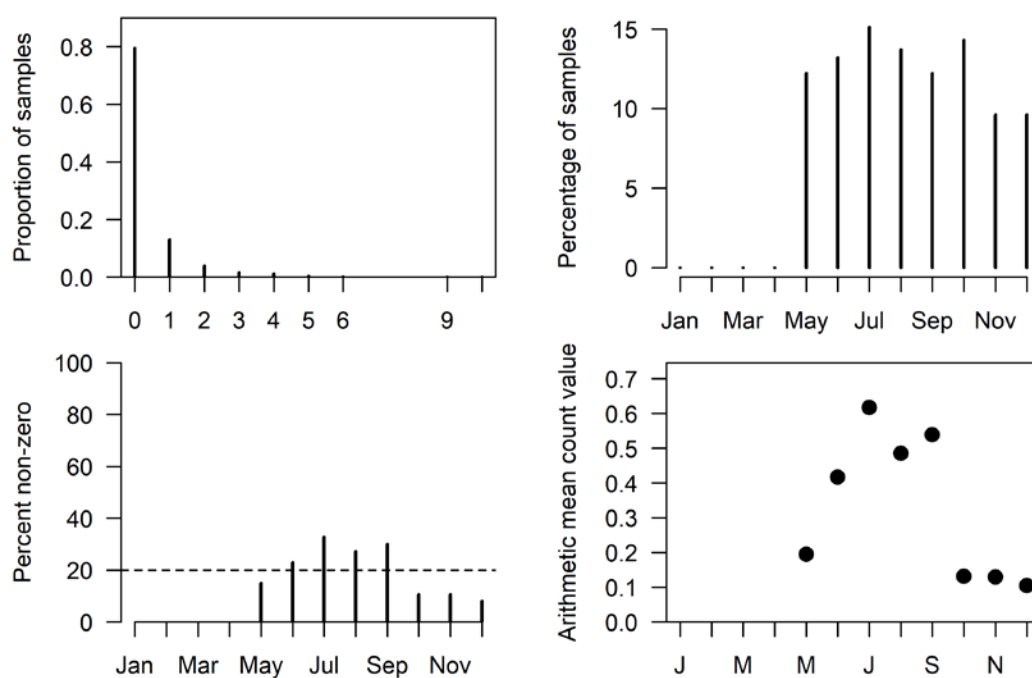 Proportion of samples
0.8
0.6
0.4
0.2
0.0
0 1 2 3 4 5 6 9
Percentage of samples
15
10
5
0
Jan Mar May Jul Sep Nov
Percent non-zero
100
80
60
40
20
0
Jan Mar May Jul Sep Nov
Arithmetic mean count value
0.7
0.6
0.5
0.4
0.3
0.2
0.1
0.0
J M M J S N